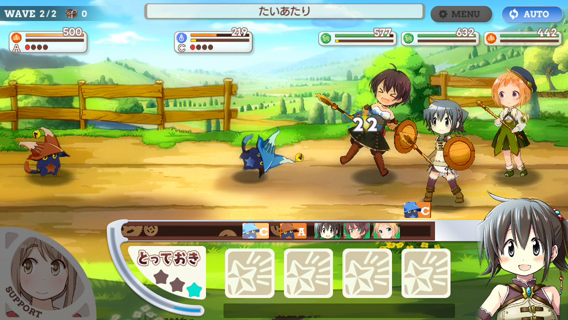 WAVE 2/2 0
たいあたり
MENU
AUTO
500
A
219
C
577
632
442
22
C
C A
とっておき
SUPPORT